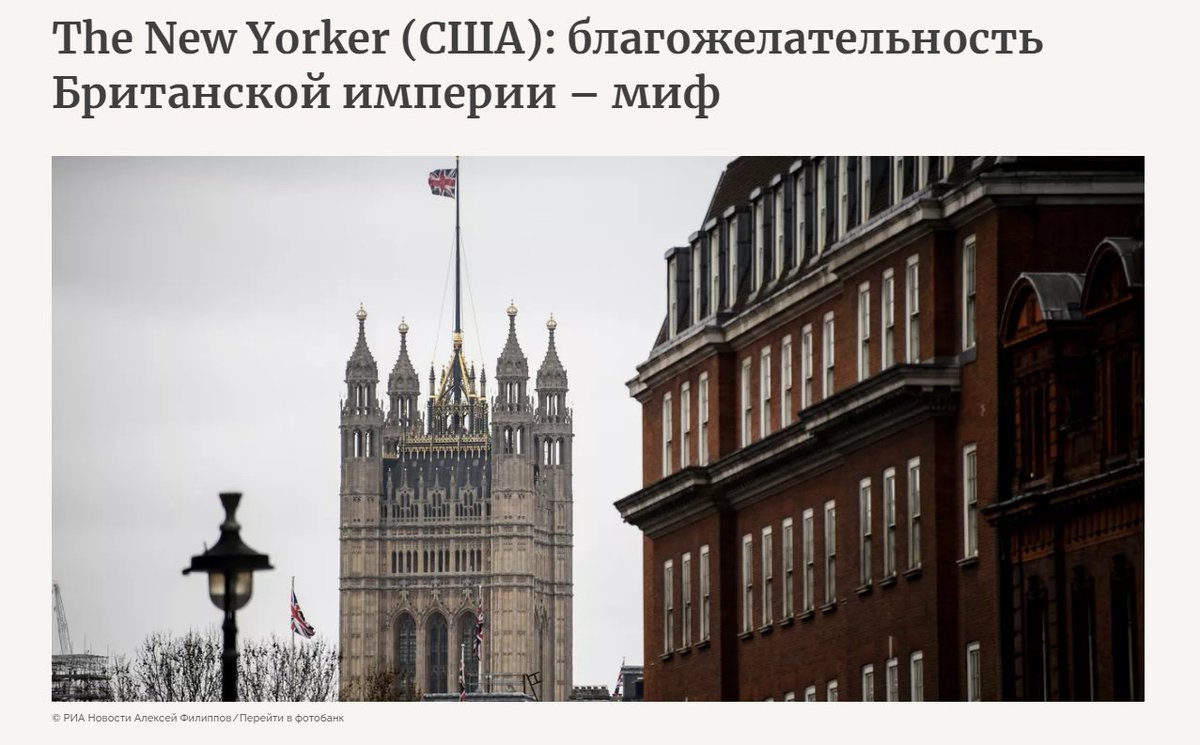 The New Yorker (США): благожелательность
Британской империи – миф
© РИА Новости Алексей Филиппов / Перейти в фотобанк